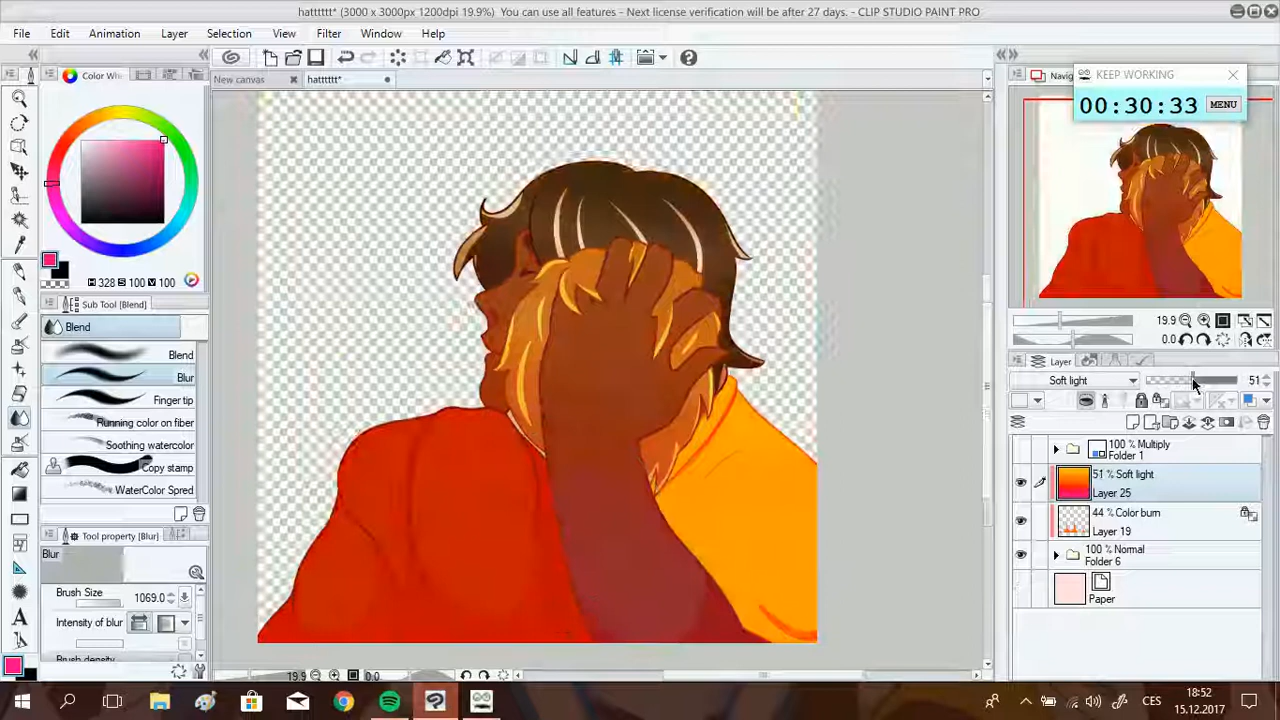 hatttttt* (3000 x 3000px 1200dpi 19.9%)  You can use all features - Next license verification will be after 27 days. - CLIP STUDIO PAINT PRO
File Edit Animation Layer Selection View Filter Window Help
New canvas hatttttt*
Color Wh
Navig
KEEP WORKING
00:30:33 MENU
H 328 S 100 V 100
Sub Tool [Blend]
Blend
Blend
Blur
Finger tip
Running color on fiber
Soothing watercolor
Copy stamp
WaterColor Spred
Tool property [Blur]
Blur
Brush Size 1069.0
Intensity of blur
Brush density
19.9 0.0
19.9
0.0
Layer
Soft light 51
100 % Multiply
Folder 1
51 % Soft light
Layer 25
44 % Color burn
Layer 19
100 % Normal
Folder 6
Paper
CES 18:52
15.12.2017